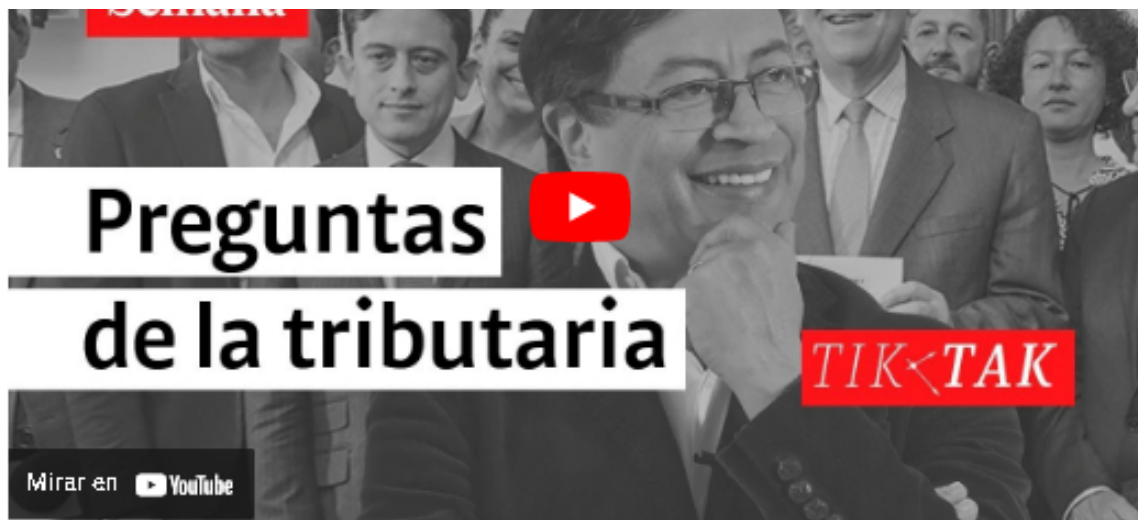 Semana
Preguntas
de la tributaria
TIK TAK
Mirar en YouTube